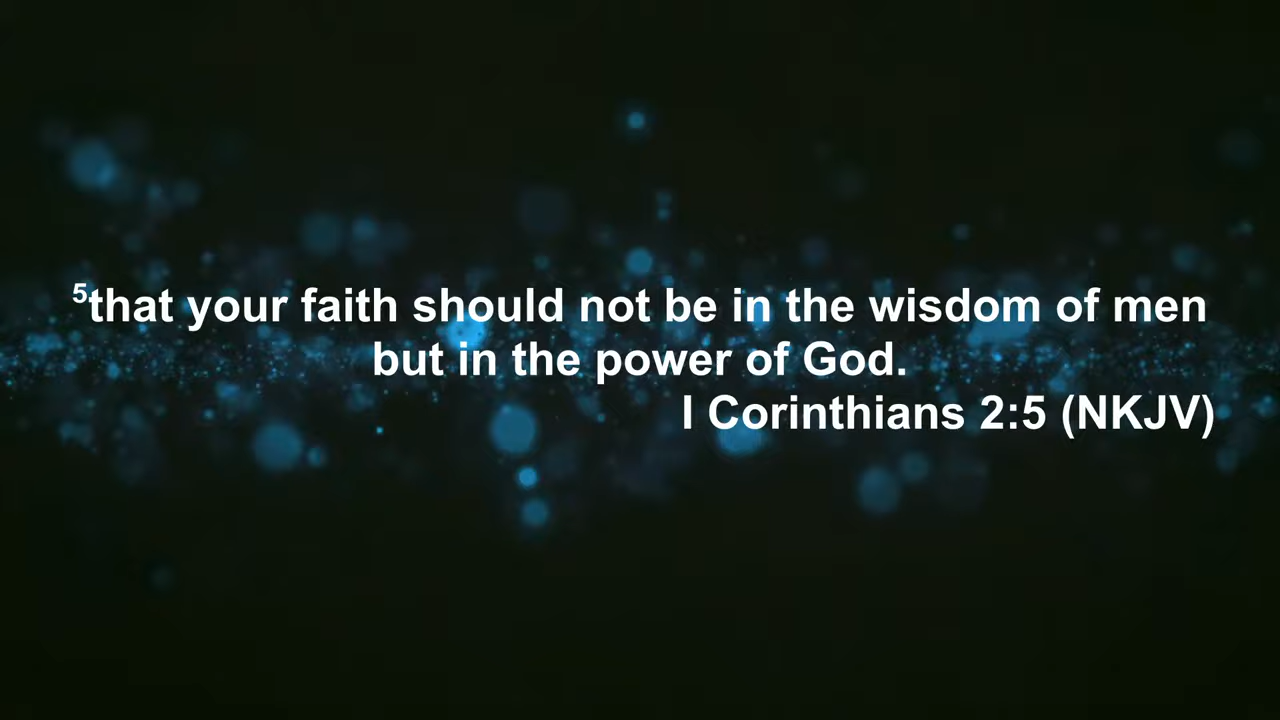 ⁵that your faith should not be in the wisdom of men
but in the power of God.
I Corinthians 2:5 (NKJV)